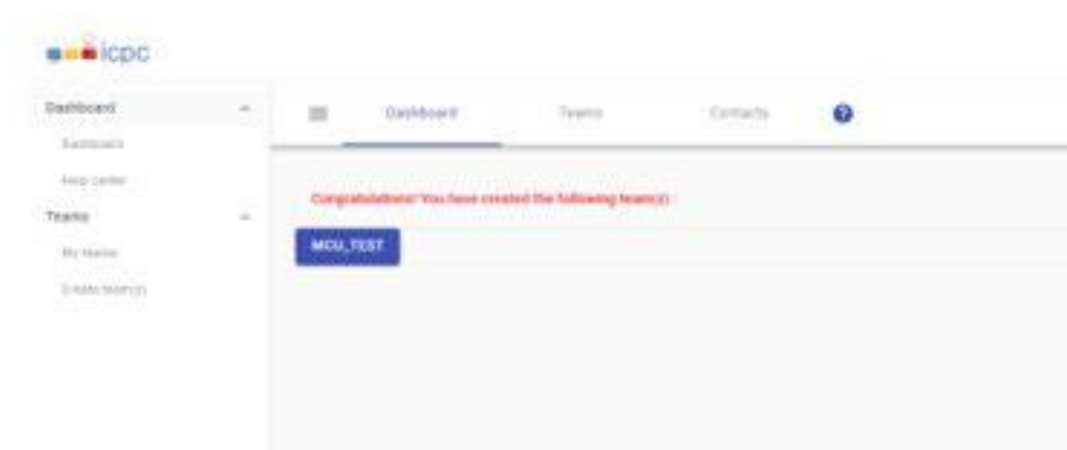 icpc
Dashboard
Dashboard
Help center
Teams
My teams
Create team(s)
Dashboard Teams Contacts ?
Congratulations! You have created the following team(s) :
MCU_TEST